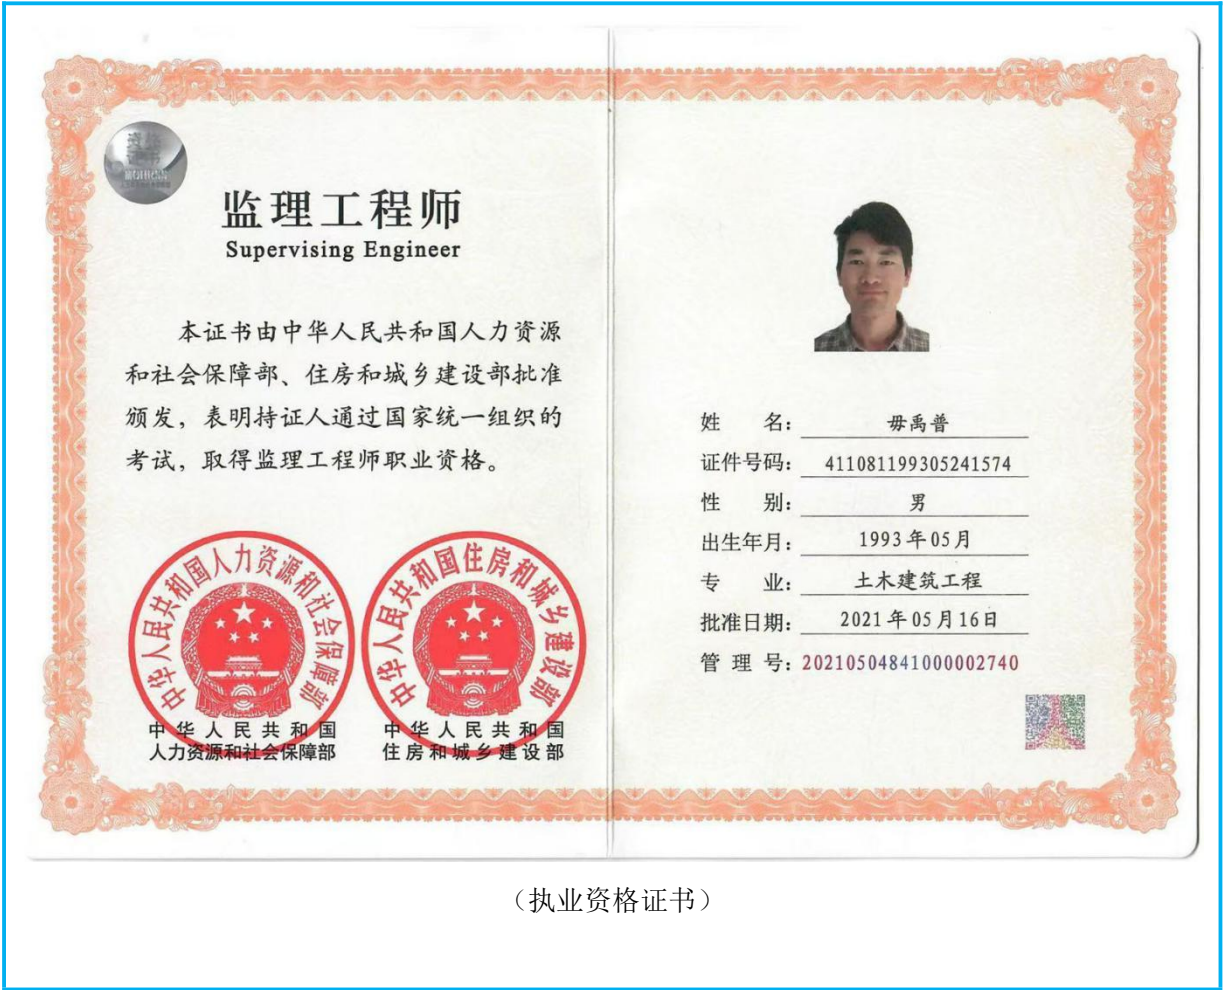 资格
证书
监理工程师
Supervising Engineer
本证书由中华人民共和国人力资源
和社会保障部、住房和城乡建设部批准
颁发，表明持证人通过国家统一组织的
考试，取得监理工程师职业资格。
中华人民共和国人力资源和社会保障部
中华人民共和国住房和城乡建设部
中华人民共和国
人力资源和社会保障部
中华人民共和国
住房和城乡建设部
姓 名：毋禹普
证件号码：411081199305241574
性 别：男
出生年月：1993年05月
专 业：土木建筑工程
批准日期：2021年05月16日
管 理 号：20210504841000002740
（执业资格证书）